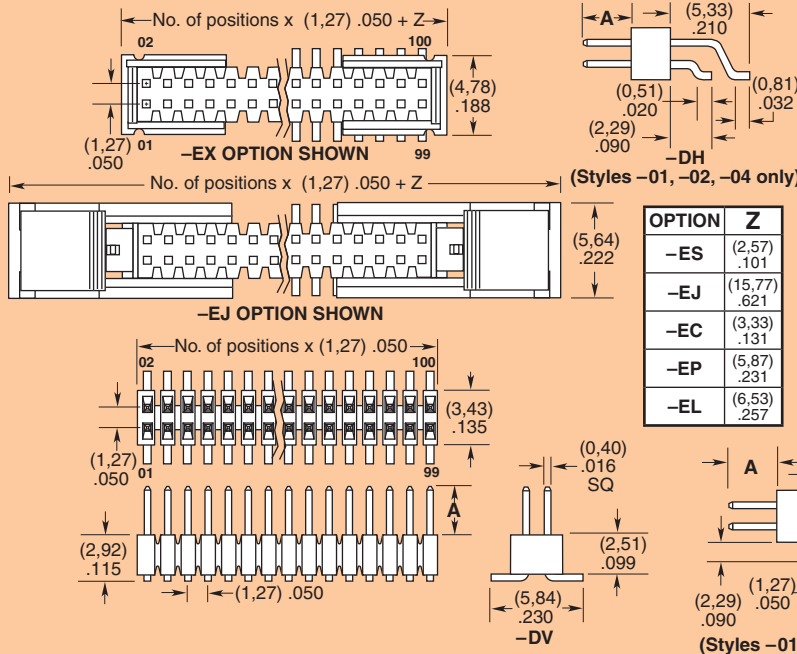 No. of positions x (1,27) .050 + Z
02
100
(4,78)
.188
(1,27)
.050
01
99
–EX OPTION SHOWN
A
(5,33)
.210
(0,51)
.020
(0,81)
.032
(2,29)
.090
–DH
(Styles –01, –02, –04 only)
No. of positions x (1,27) .050 + Z
(5,64)
.222
–EJ OPTION SHOWN
OPTION Z
–ES (2,57) .101
–EJ (15,77) .621
–EC (3,33) .131
–EP (5,87) .231
–EL (6,53) .257
No. of positions x (1,27) .050
02
100
(3,43)
.135
(1,27)
.050
01
99
A
(2,92)
.115
(1,27) .050
(0,40)
.016
SQ
(2,51)
.099
(5,84)
.230
–DV
A
(1,27)
.050
(2,29)
.090
(Styles –01